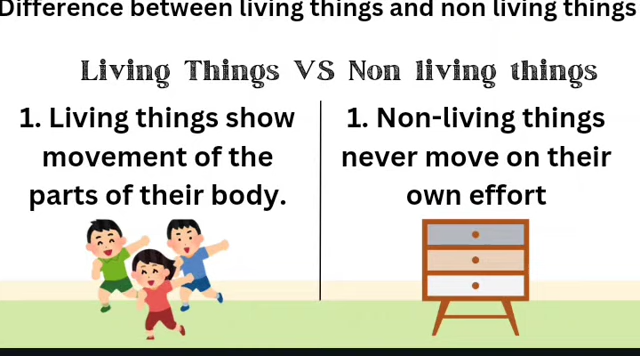 Difference between living things and non living things
Living Things VS Non living things
1. Living things show
movement of the
parts of their body.
1. Non-living things
never move on their
own effort